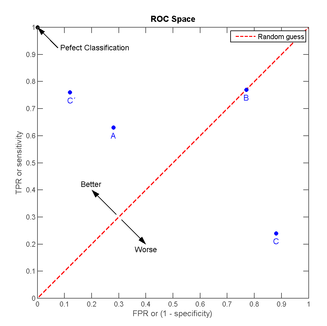 ROC Space
Random guess
Pefect Classification
C´
A
B
Better
Worse
C
TPR or sensitivity
1
0.9
0.8
0.7
0.6
0.5
0.4
0.3
0.2
0.1
0
0 0.1 0.2 0.3 0.4 0.5 0.6 0.7 0.8 0.9 1
FPR or (1 - specificity)